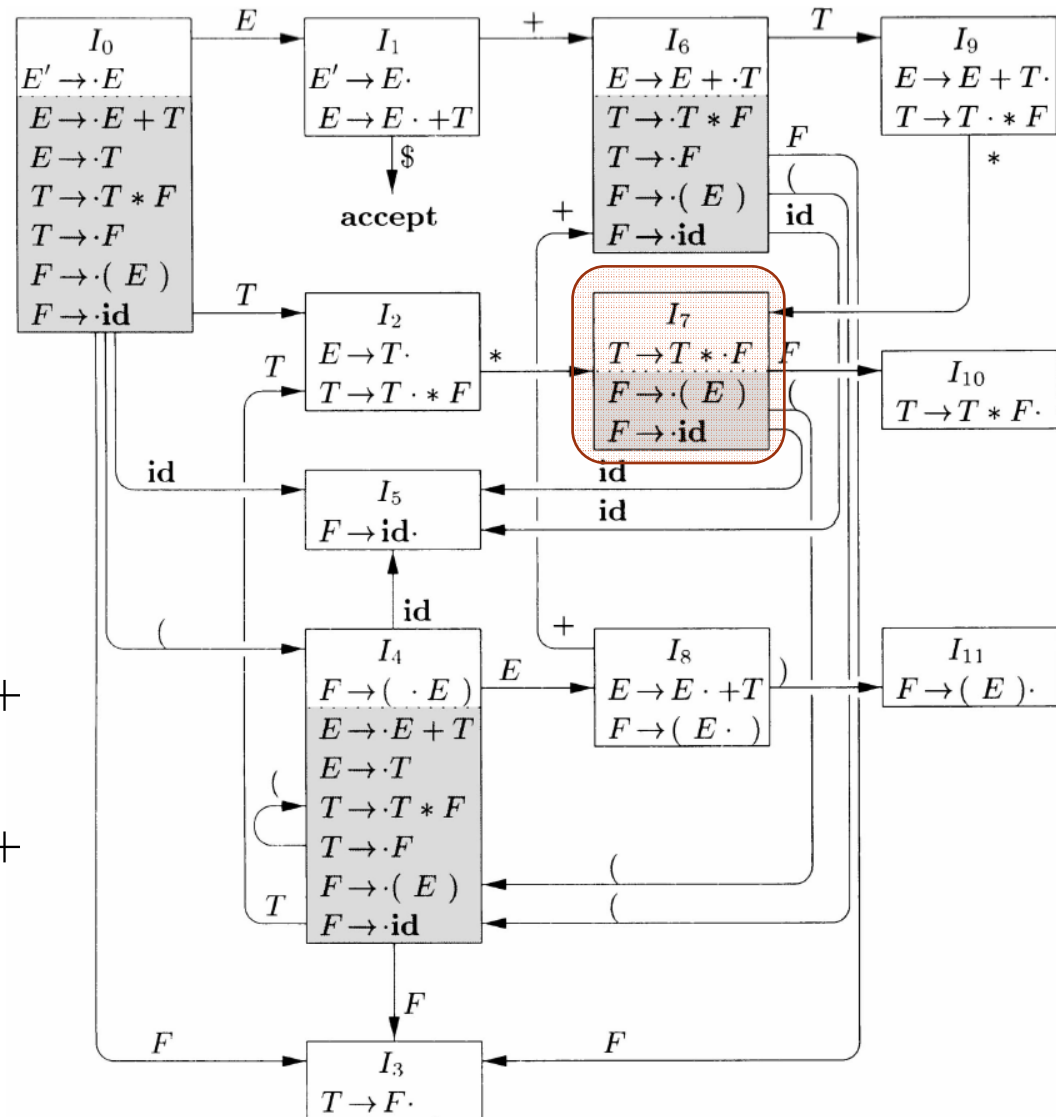 I₀
E' → ·E
E → ·E + T
E → ·T
T → ·T * F
T → ·F
F → ·( E )
F → ·id
E
I₁
E' → E·
E → E · +T
$
accept
+
I₆
E → E + ·T
T → ·T * F
T → ·F
F → ·( E )
F → ·id
T
I₉
E → E + T·
T → T · * F
*
F
(
id
+
T
I₂
E → T·
T → T · * F
T
*
I₇
T → T * ·F
F → ·( E )
F → ·id
F
(
I₁₀
T → T * F·
id
I₅
F → id·
id
id
id
(
I₄
F → ( · E )
E → ·E + T
E → ·T
T → ·T * F
T → ·F
F → ·( E )
F → ·id
E
+
I₈
E → E · +T
F → ( E · )
)
I₁₁
F → ( E )·
+
+
(
T
(
(
F
F
I₃
T → F·
F